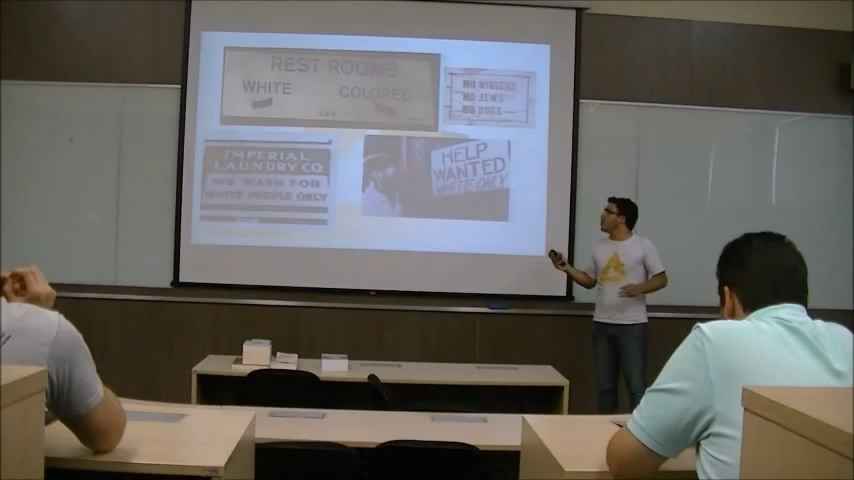 REST ROOMS
WHITE
COLORED
NO NIGGERS
NO JEWS
NO DOGS
IMPERIAL
LAUNDRY CO
WE WASH FOR
WHITE PEOPLE ONLY
HELP
WANTED
WHITE ONLY